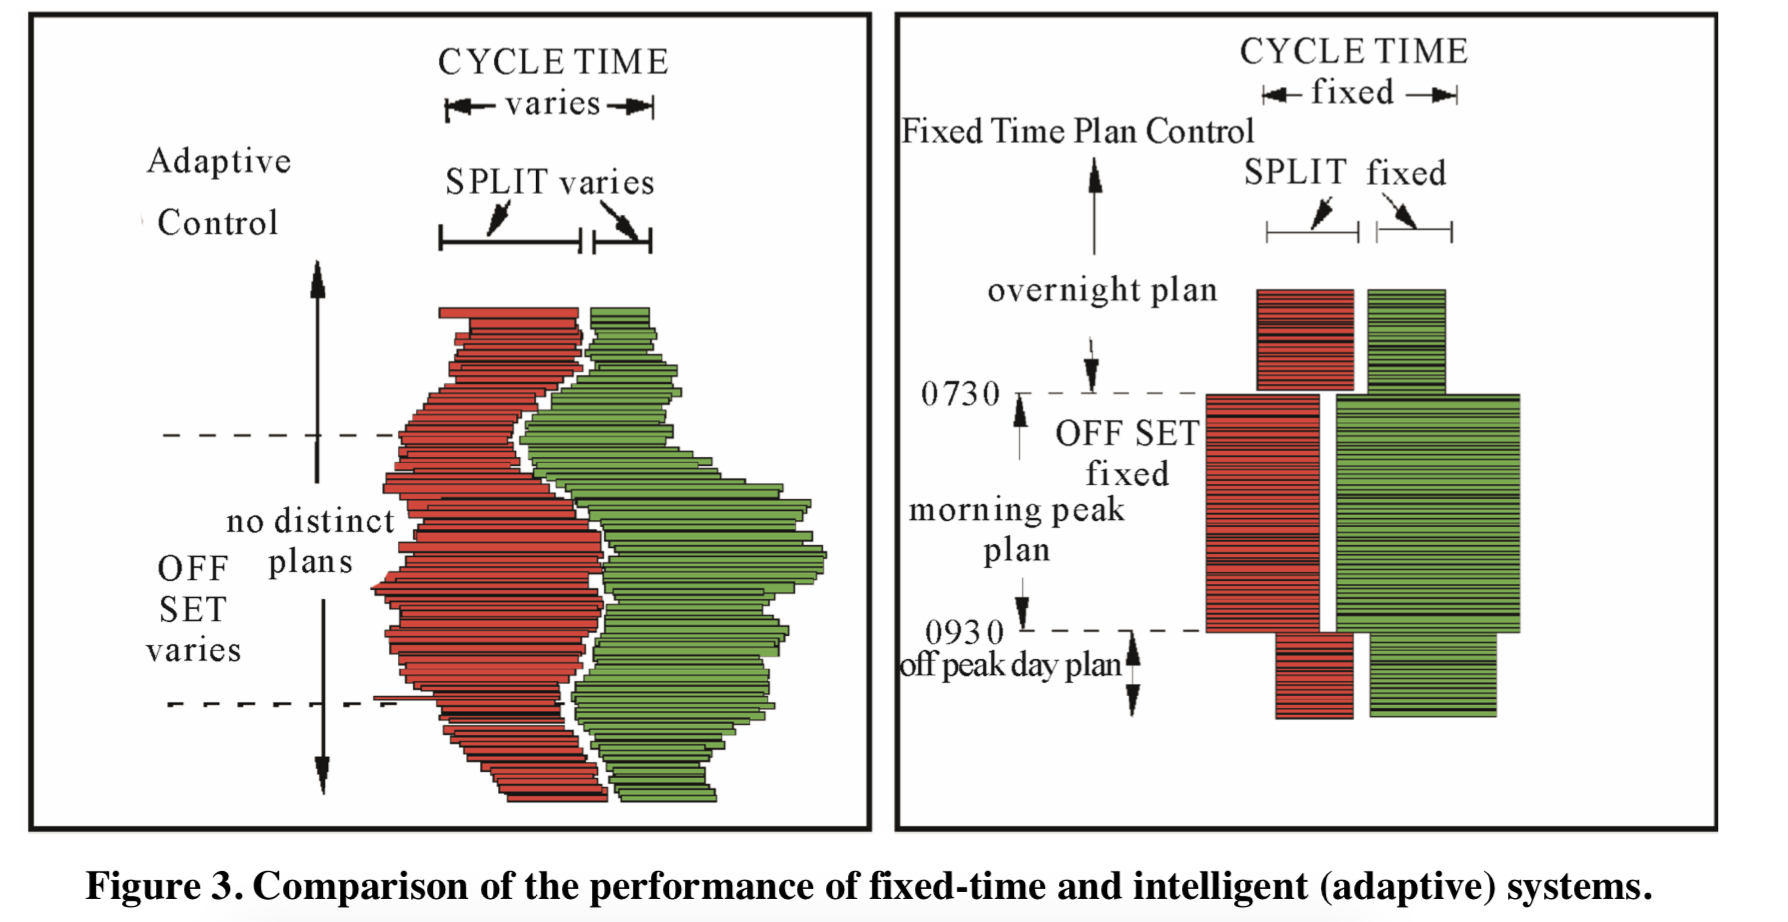 CYCLE TIME
varies
Adaptive
Control
SPLIT varies
no distinct
plans
OFF
SET
varies
CYCLE TIME
fixed
Fixed Time Plan Control
SPLIT fixed
overnight plan
0730
OFF SET
fixed
morning peak
plan
0930
off peak day plan
Figure 3. Comparison of the performance of fixed-time and intelligent (adaptive) systems.